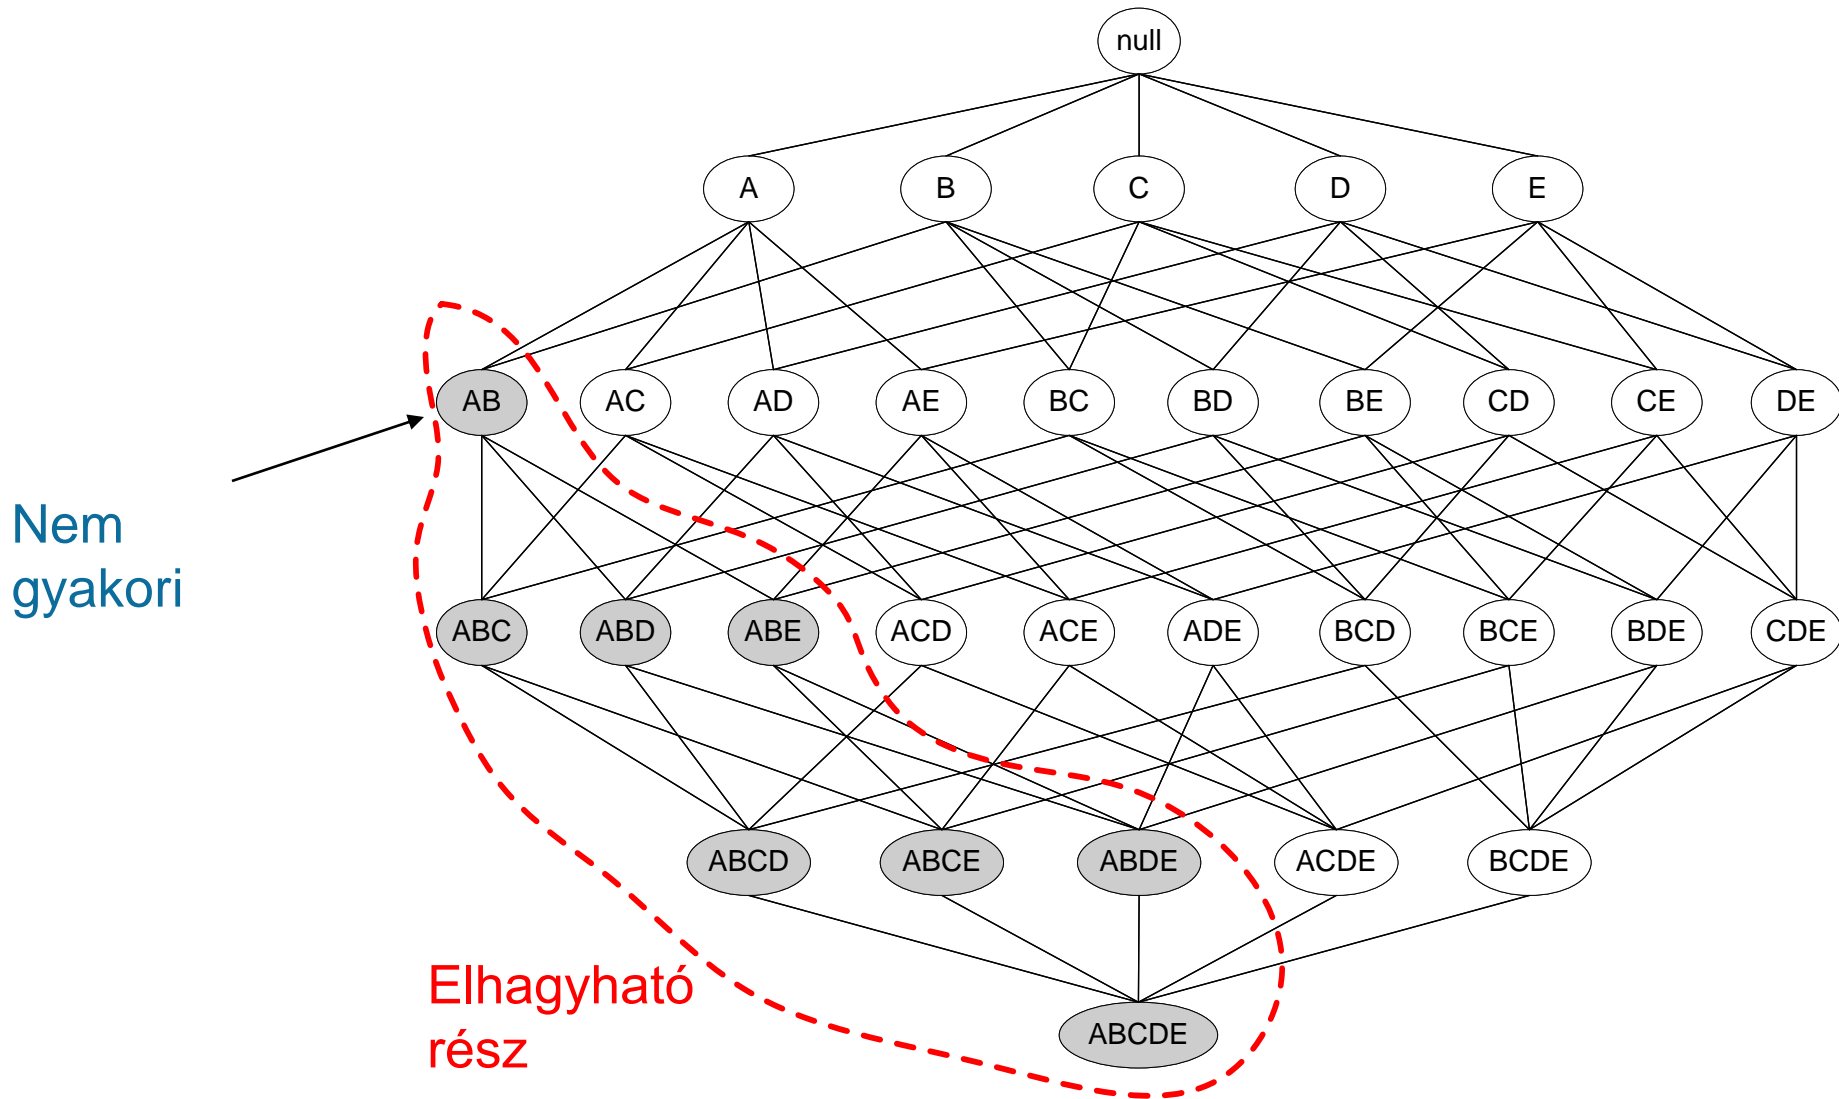 null
A B C D E
AB AC AD AE BC BD BE CD CE DE
Nem
gyakori
ABC ABD ABE ACD ACE ADE BCD BCE BDE CDE
ABCD ABCE ABDE ACDE BCDE
Elhagyható
rész
ABCDE